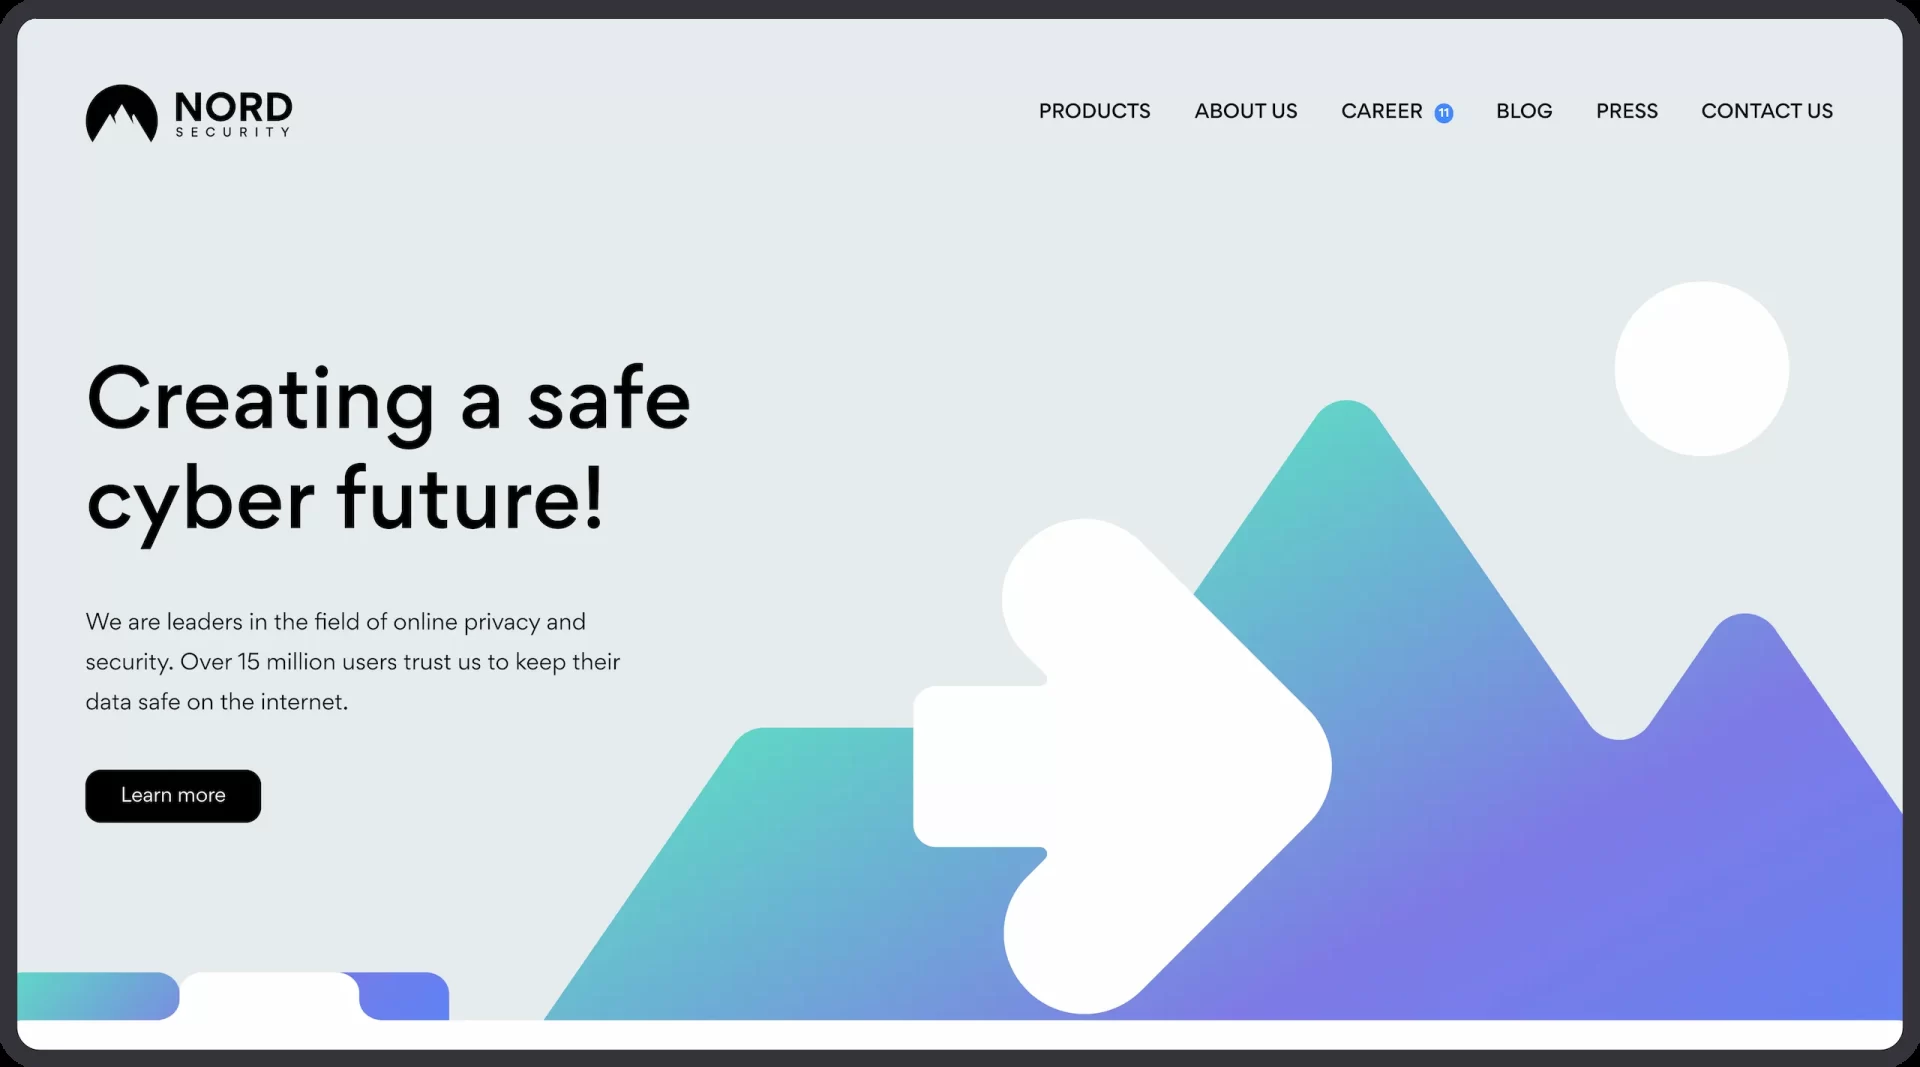 NORD
SECURITY
PRODUCTS ABOUT US CAREER 11 BLOG PRESS CONTACT US
Creating a safe
cyber future!
We are leaders in the field of online privacy and
security. Over 15 million users trust us to keep their
data safe on the internet.
Learn more